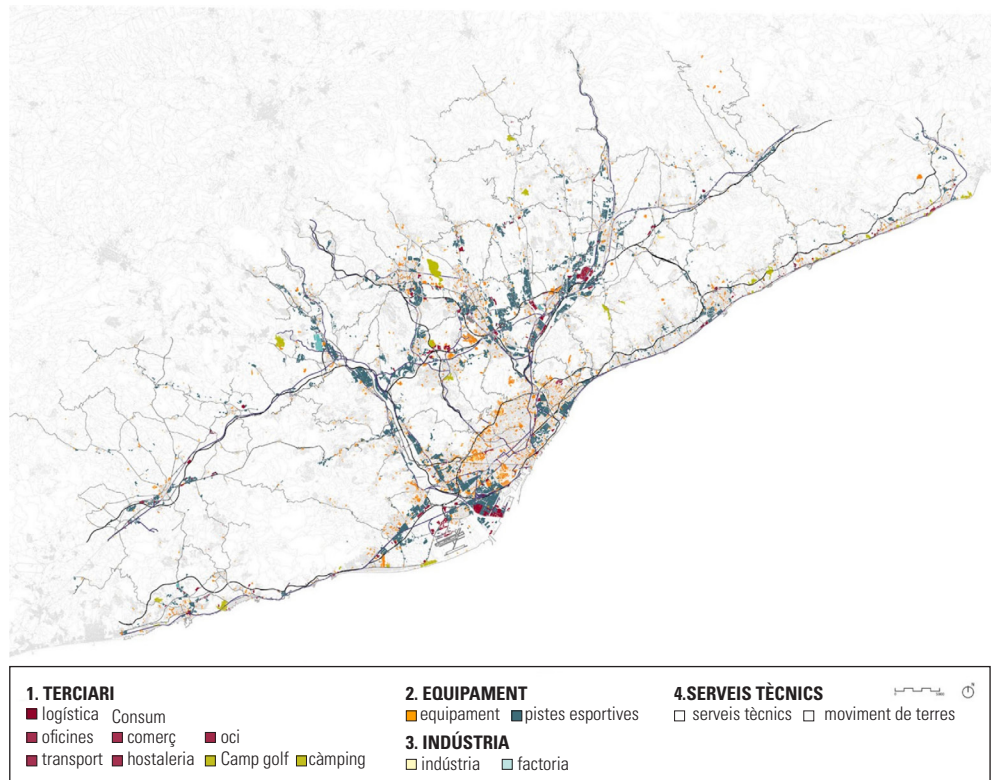 1. TERCIARI
logística Consum
oficines comerç oci
transport hostaleria Camp golf càmping
2. EQUIPAMENT
equipament pistes esportives
3. INDÚSTRIA
indústria factoria
4.SERVEIS TÈCNICS
serveis tècnics moviment de terres